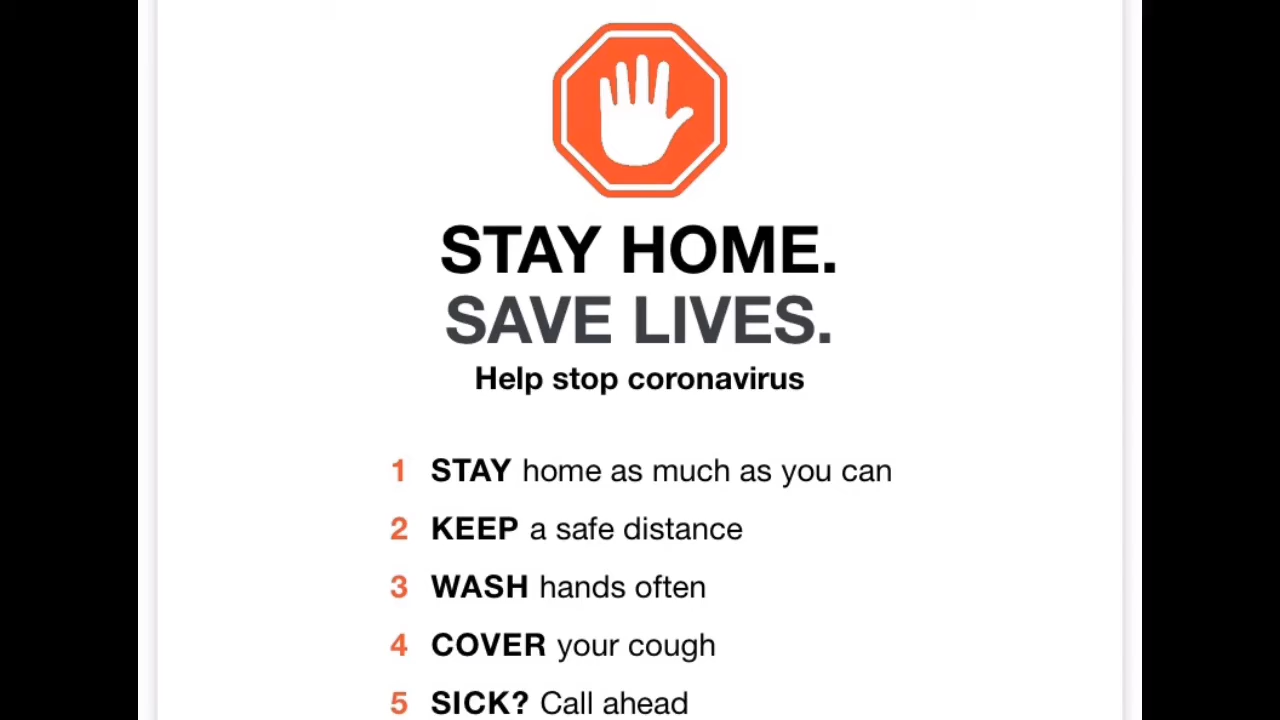 STAY HOME.
SAVE LIVES.
Help stop coronavirus
1 STAY home as much as you can
2 KEEP a safe distance
3 WASH hands often
4 COVER your cough
5 SICK? Call ahead